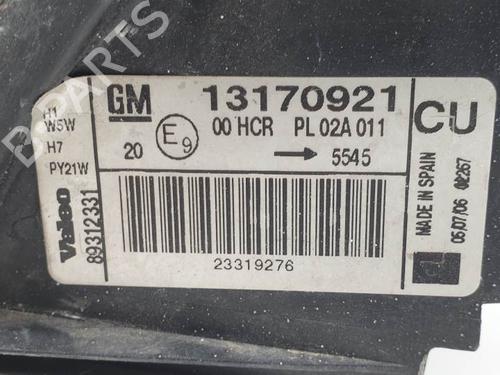 B-PARTS
H1
W5W
H7
PY21W
Valeo
89312331
GM 13170921
00 HCR PL 02A 011
20 E9 → 5545
23319276
CU
MADE IN SPAIN
05/07/06 02267